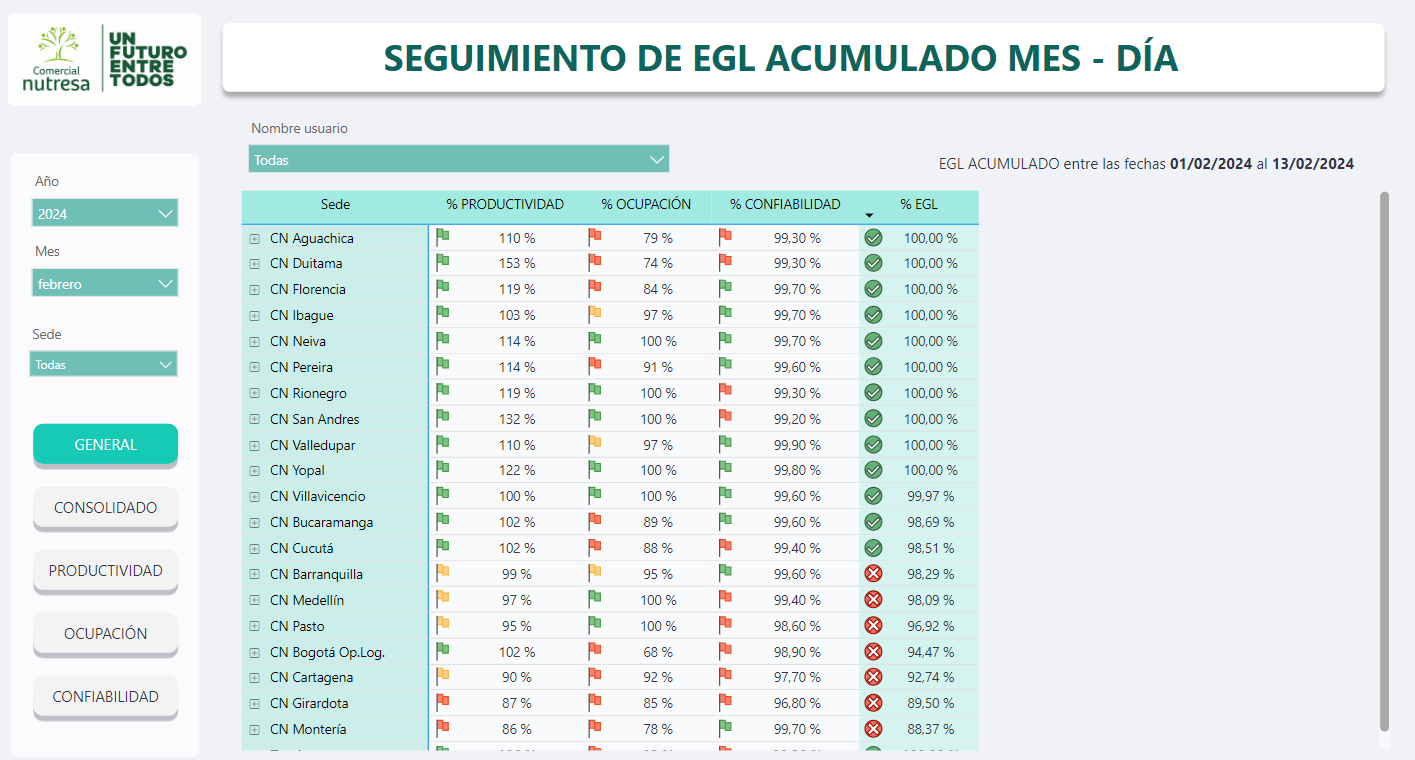 Comercial
nutresa
UN
FUTURO
ENTRE
TODOS
SEGUIMIENTO DE EGL ACUMULADO MES - DÍA
Nombre usuario
Todas
EGL ACUMULADO entre las fechas 01/02/2024 al 13/02/2024
Año
2024
Mes
febrero
Sede
Todas
GENERAL
CONSOLIDADO
PRODUCTIVIDAD
OCUPACIÓN
CONFIABILIDAD
Sede % PRODUCTIVIDAD % OCUPACIÓN % CONFIABILIDAD % EGL
CN Aguachica 110 % 79 % 99,30 % 100,00 %
CN Duitama 153 % 74 % 99,30 % 100,00 %
CN Florencia 119 % 84 % 99,70 % 100,00 %
CN Ibague 103 % 97 % 99,70 % 100,00 %
CN Neiva 114 % 100 % 99,70 % 100,00 %
CN Pereira 114 % 91 % 99,60 % 100,00 %
CN Rionegro 119 % 100 % 99,30 % 100,00 %
CN San Andres 132 % 100 % 99,20 % 100,00 %
CN Valledupar 110 % 97 % 99,90 % 100,00 %
CN Yopal 122 % 100 % 99,80 % 100,00 %
CN Villavicencio 100 % 100 % 99,60 % 99,97 %
CN Bucaramanga 102 % 89 % 99,60 % 98,69 %
CN Cucutá 102 % 88 % 99,40 % 98,51 %
CN Barranquilla 99 % 95 % 99,60 % 98,29 %
CN Medellín 97 % 100 % 99,40 % 98,09 %
CN Pasto 95 % 100 % 98,60 % 96,92 %
CN Bogotá Op.Log. 102 % 68 % 98,90 % 94,47 %
CN Cartagena 90 % 92 % 97,70 % 92,74 %
CN Girardota 87 % 85 % 96,80 % 89,50 %
CN Montería 86 % 78 % 99,70 % 88,37 %